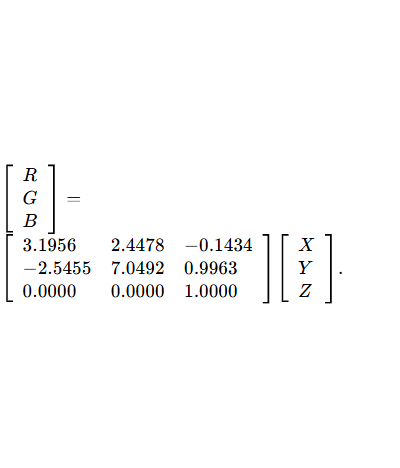 R
G =
B
3.1956 2.4478 −0.1434 X
−2.5455 7.0492 0.9963 Y .
0.0000 0.0000 1.0000 Z